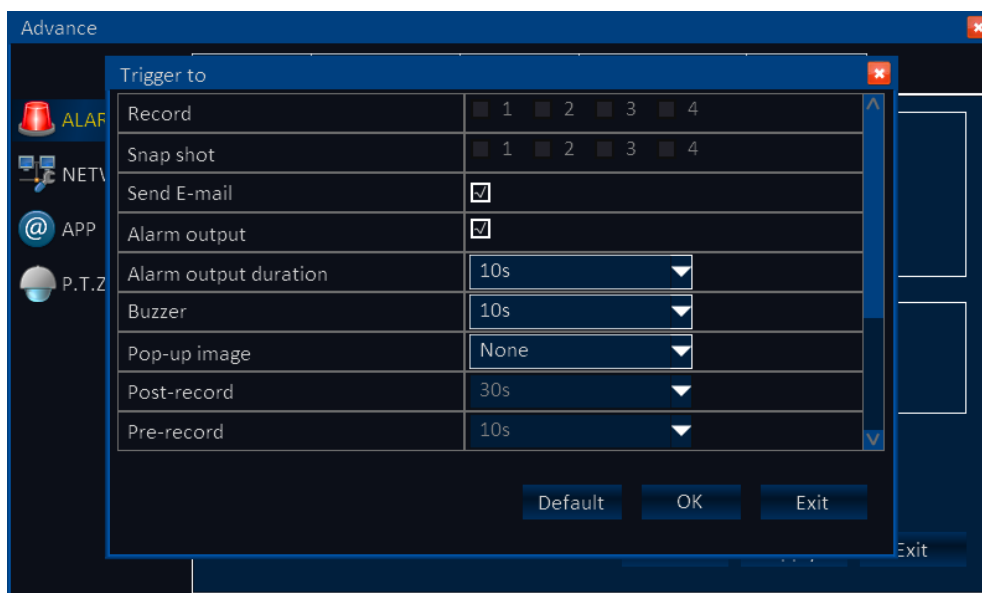 Advance
Trigger to
Record 1 2 3 4
Snap shot 1 2 3 4
Send E-mail
Alarm output
Alarm output duration 10s
Buzzer 10s
Pop-up image None
Post-record 30s
Pre-record 10s
Default OK Exit
ALAR
NETW
@ APP
P.T.Z
Exit